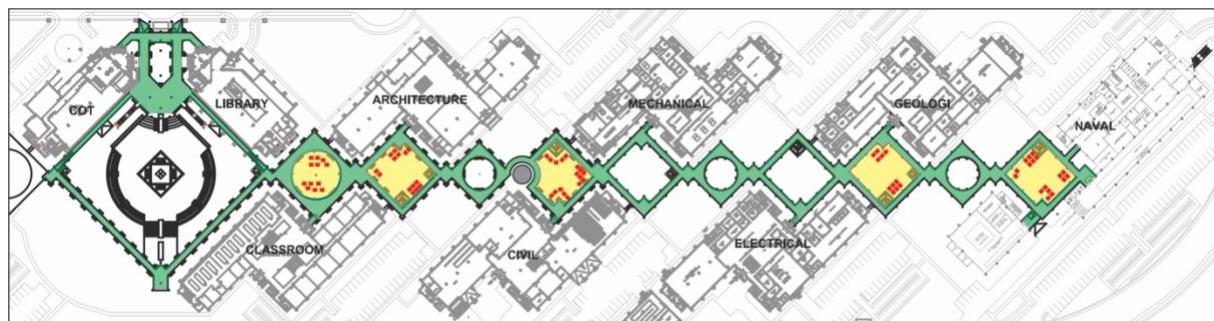 COT
LIBRARY
ARCHITECTURE
MECHANICAL
GEOLOGI
NAVAL
CLASSROOM
CIVIL
ELECTRICAL